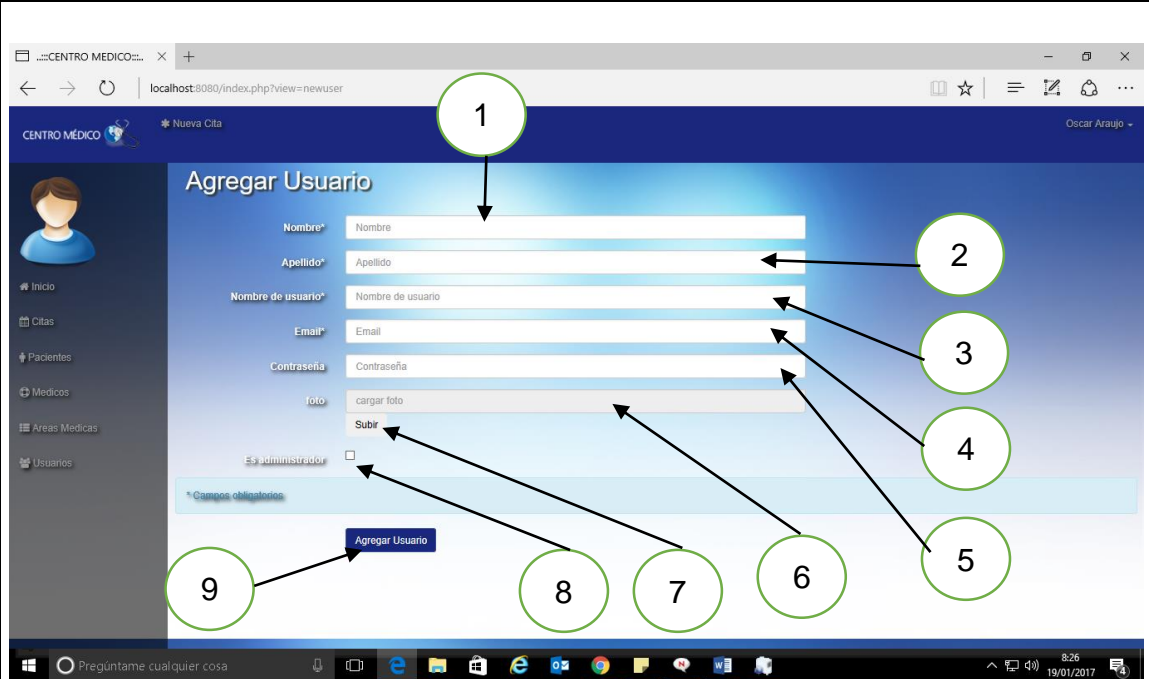 ..:::CENTRO MEDICO:::..
localhost:8080/index.php?view=newuser
1
CENTRO MÉDICO
Nueva Cita
Oscar Araujo
Agregar Usuario
Nombre* Nombre
2
Apellido* Apellido
Inicio
Nombre de usuario* Nombre de usuario
Citas
Email* Email
3
Pacientes
Contraseña Contraseña
Medicos
foto cargar foto
Subir
Areas Medicas
4
Es administrador
Usuarios
* Campos obligatorios
Agregar Usuario
5
6
7
8
9
Pregúntame cualquier cosa
8:26
19/01/2017
4